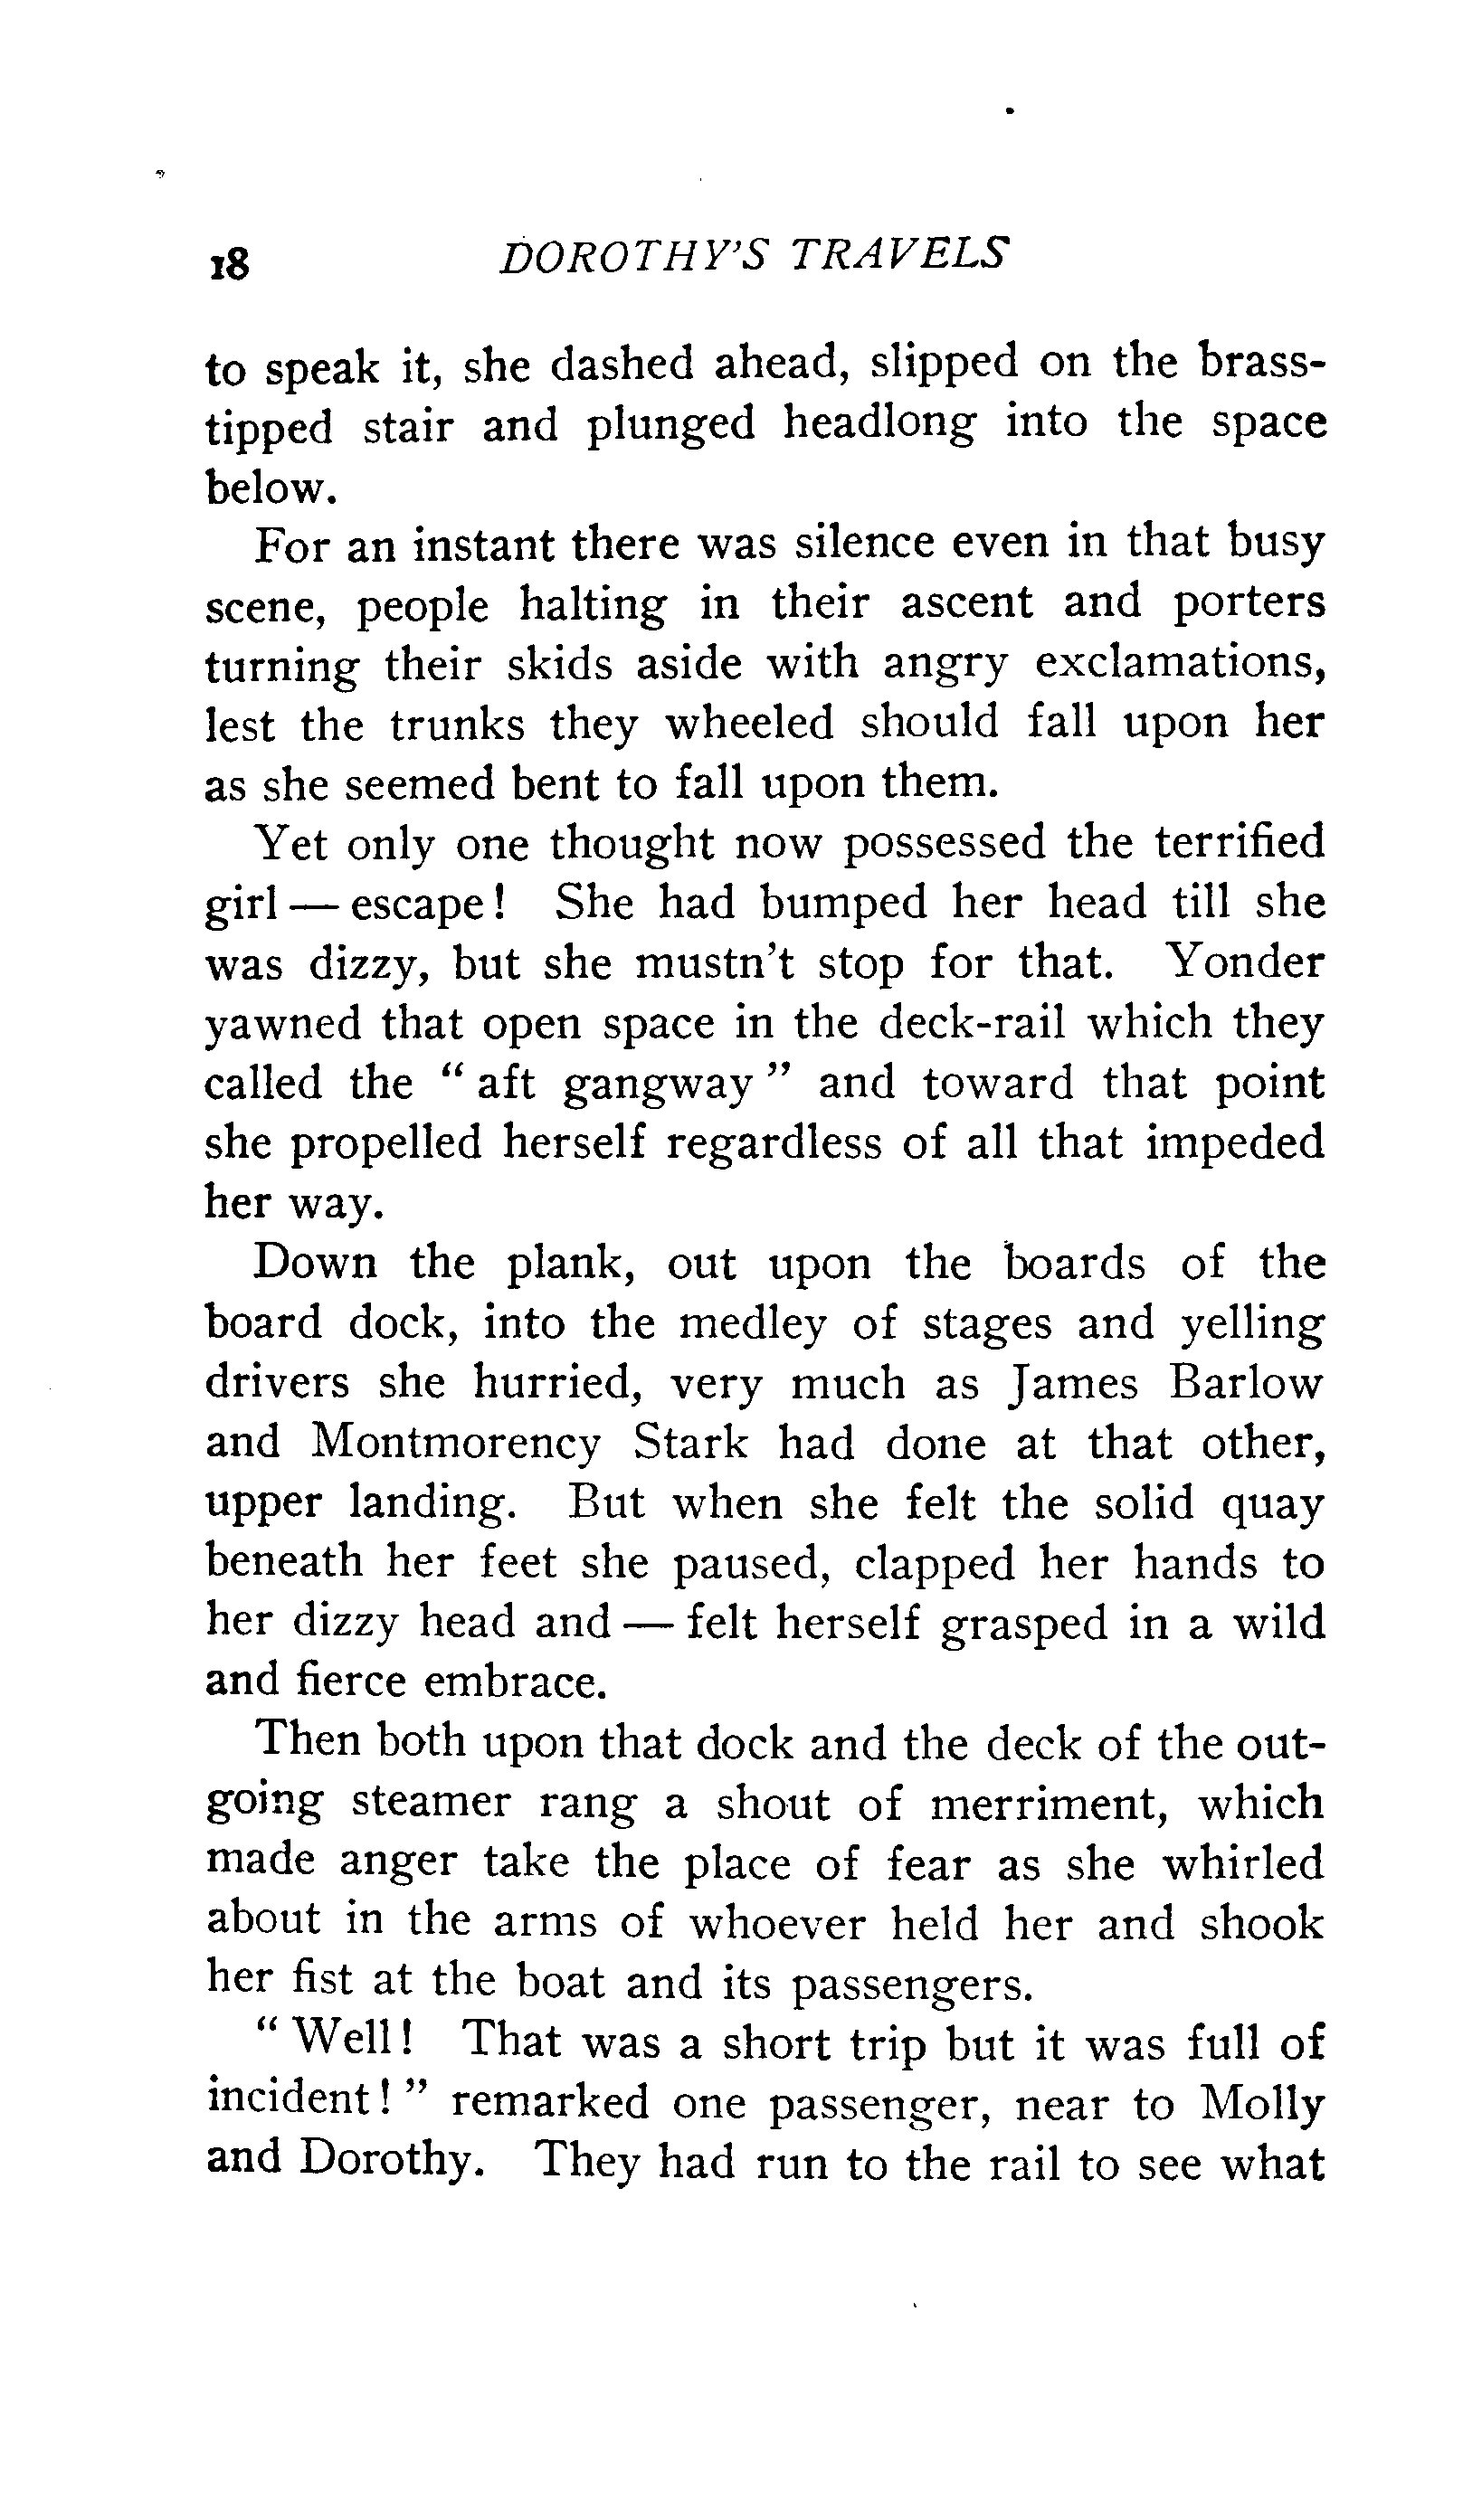 18 DOROTHY'S TRAVELS
to speak it, she dashed ahead, slipped on the brass-
tipped stair and plunged headlong into the space
below.
For an instant there was silence even in that busy
scene, people halting in their ascent and porters
turning their skids aside with angry exclamations,
lest the trunks they wheeled should fall upon her
as she seemed bent to fall upon them.
Yet only one thought now possessed the terrified
girl — escape! She had bumped her head till she
was dizzy, but she mustn't stop for that. Yonder
yawned that open space in the deck-rail which they
called the " aft gangway " and toward that point
she propelled herself regardless of all that impeded
her way.
Down the plank, out upon the boards of the
board dock, into the medley of stages and yelling
drivers she hurried, very much as James Barlow
and Montmorency Stark had done at that other,
upper landing. But when she felt the solid quay
beneath her feet she paused, clapped her hands to
her dizzy head and — felt herself grasped in a wild
and fierce embrace.
Then both upon that dock and the deck of the out-
going steamer rang a shout of merriment, which
made anger take the place of fear as she whirled
about in the arms of whoever held her and shook
her fist at the boat and its passengers.
" Well! That was a short trip but it was full of
incident! " remarked one passenger, near to Molly
and Dorothy. They had run to the rail to see what